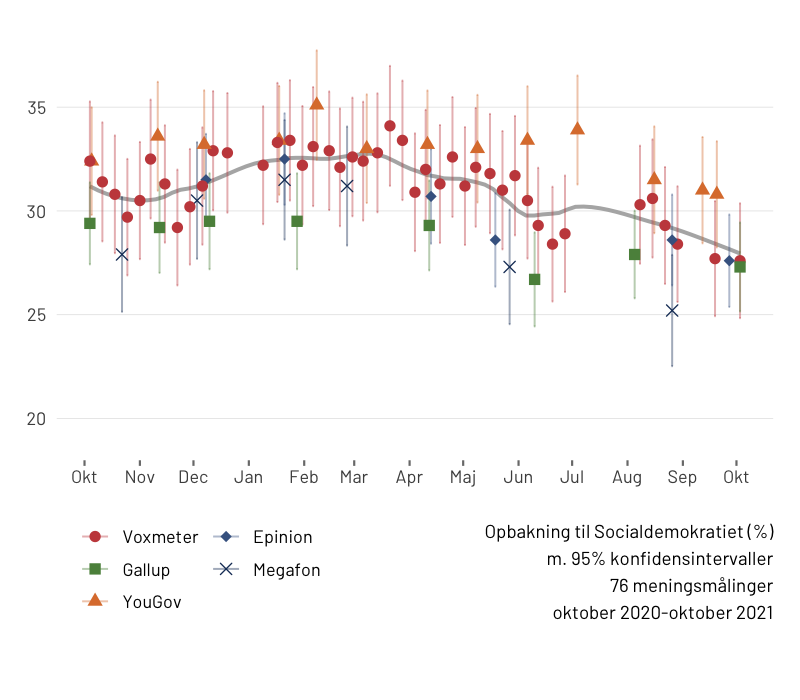 35
30
25
20
Okt Nov Dec Jan Feb Mar Apr Maj Jun Jul Aug Sep Okt
Voxmeter Epinion
Gallup Megafon
YouGov
Opbakning til Socialdemokratiet (%)
m. 95% konfidensintervaller
76 meningsmålinger
oktober 2020-oktober 2021